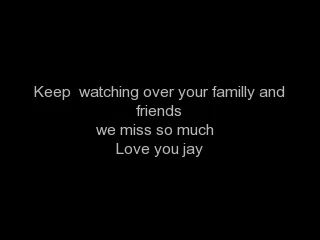 Keep  watching over your familly and
friends
we miss so much
Love you jay